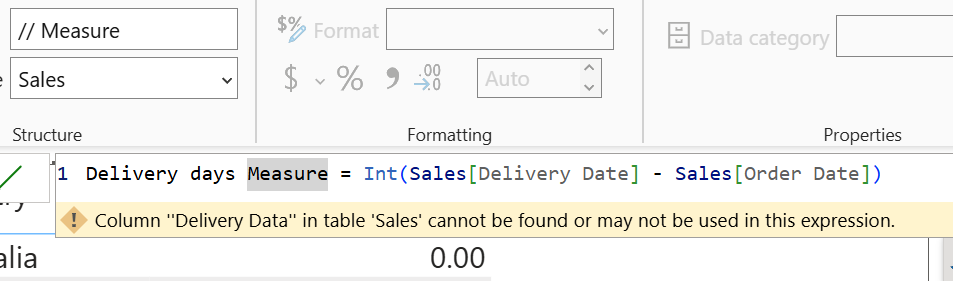 // Measure
$% Format
Data category
Sales
$ % 9 .00 →.0 Auto
Structure
Formatting
Properties
1 Delivery days Measure = Int(Sales[Delivery Date] - Sales[Order Date])
Column "Delivery Data" in table 'Sales' cannot be found or may not be used in this expression.
alia
0.00